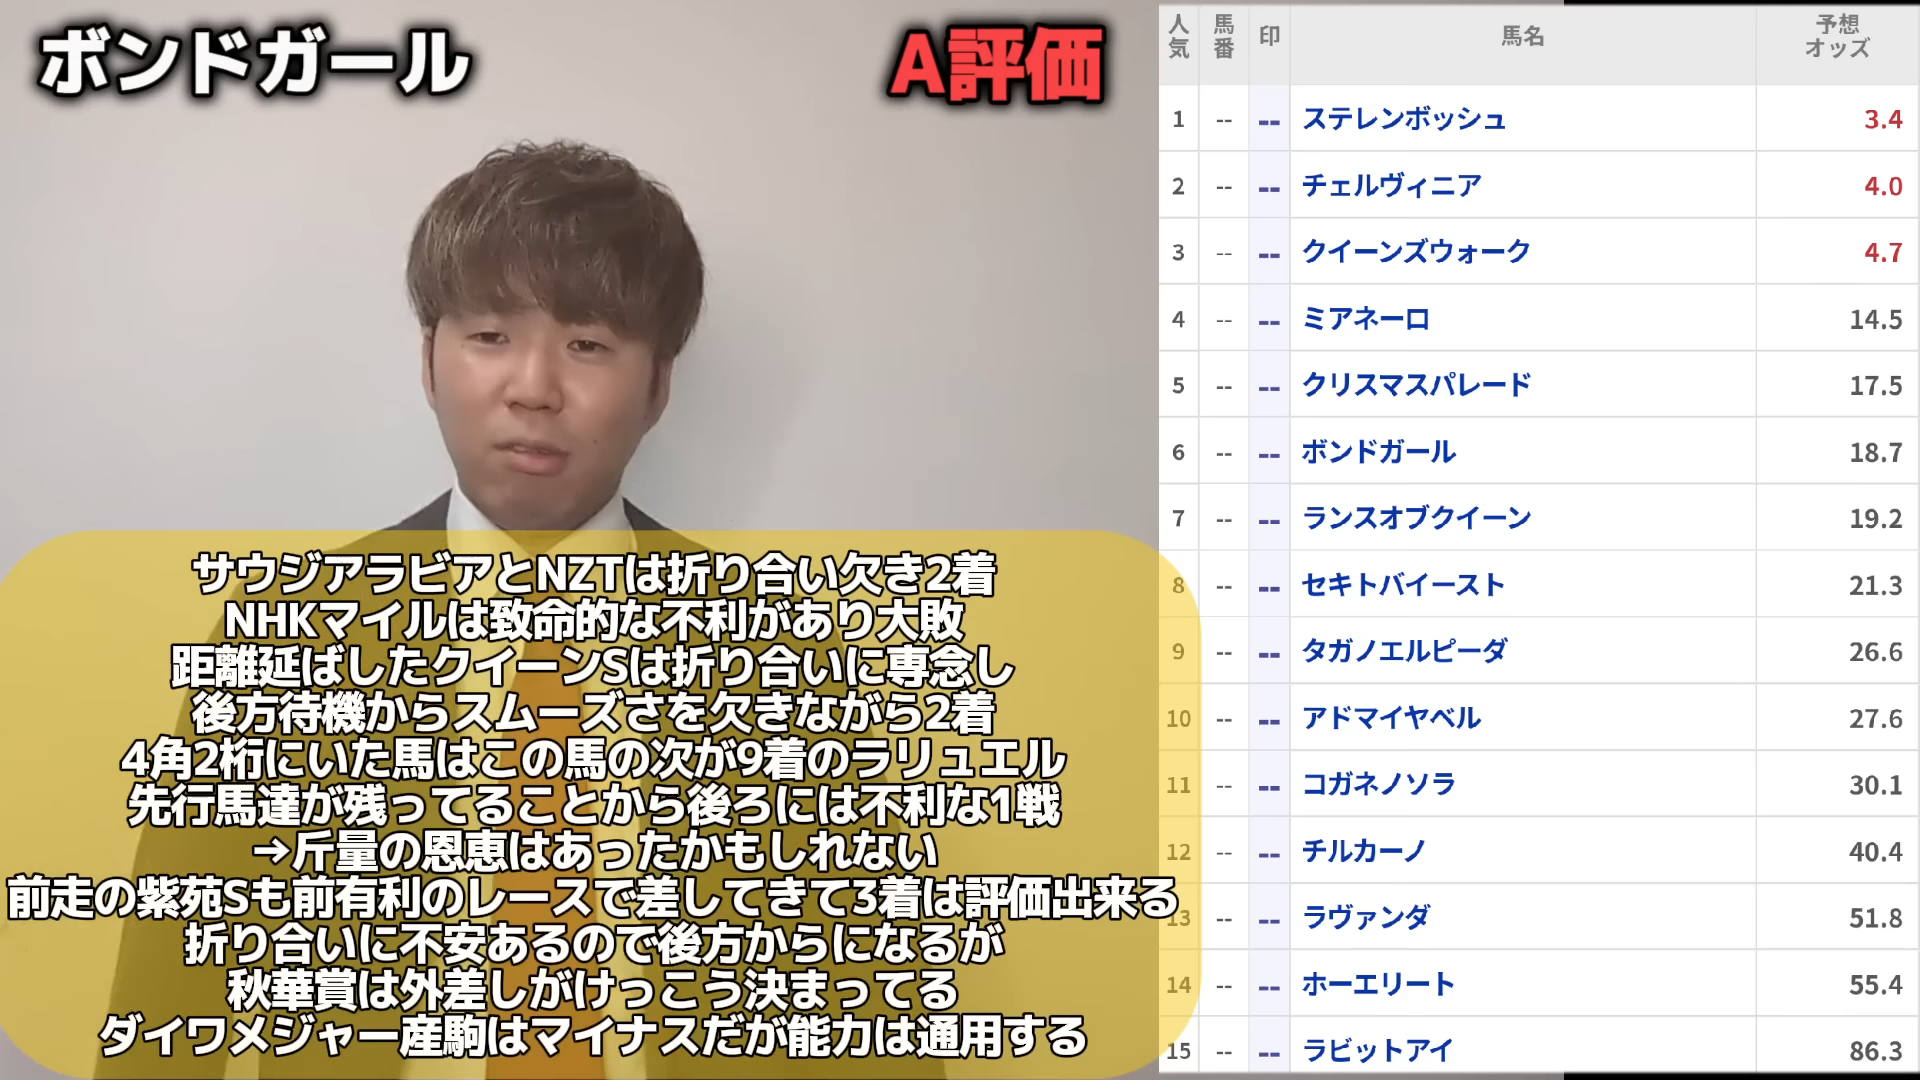 ボンドガール
A評価
サウジアラビアとNZTは折り合い欠き2着
NHKマイルは致命的な不利があり大敗
距離延ばしたクイーンSは折り合いに専念し
後方待機からスムーズさを欠きながら2着
4角2桁にいた馬はこの馬の次が9着のラリュエル
先行馬達が残ってることから後ろには不利な1戦
→斤量の恩恵はあったかもしれない
前走の紫苑Sも前有利のレースで差してきて3着は評価出来る
折り合いに不安あるので後方からになるが
秋華賞は外差しがけっこう決まってる
ダイワメジャー産駒はマイナスだが能力は通用する
人気 馬番 印 馬名 予想オッズ
1 -- -- ステレンボッシュ 3.4
2 -- -- チェルヴィニア 4.0
3 -- -- クイーンズウォーク 4.7
4 -- -- ミアネーロ 14.5
5 -- -- クリスマスパレード 17.5
6 -- -- ボンドガール 18.7
7 -- -- ランスオブクイーン 19.2
8 -- -- セキトバイースト 21.3
9 -- -- タガノエルピーダ 26.6
10 -- -- アドマイヤベル 27.6
11 -- -- コガネノソラ 30.1
12 -- -- チルカーノ 40.4
13 -- -- ラヴァンダ 51.8
14 -- -- ホーエリート 55.4
15 -- -- ラビットアイ 86.3